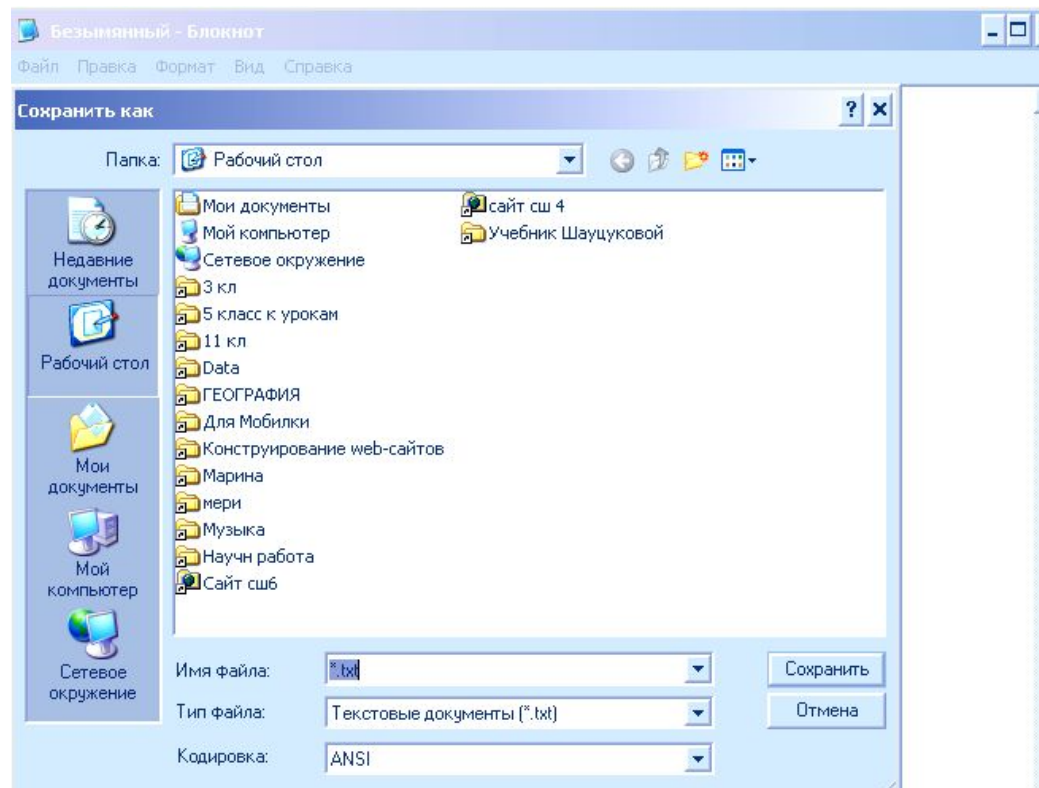 Безымянный - Блокнот
Файл Правка Формат Вид Справка
Сохранить как
Папка: Рабочий стол
Недавние документы
Рабочий стол
Мои документы
Мой компьютер
Сетевое окружение
Мои документы
Мой компьютер
Сетевое окружение
3 кл
5 класс к урокам
11 кл
Data
ГЕОГРАФИЯ
Для Мобилки
Конструирование web-сайтов
Марина
мери
Музыка
Научн работа
Сайт сш6
сайт сш 4
Учебник Шауцуковой
Имя файла: *.txt
Сохранить
Тип файла: Текстовые документы (*.txt)
Отмена
Кодировка: ANSI